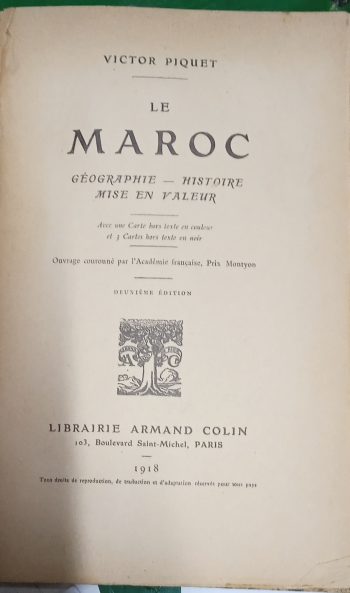 VICTOR PIQUET
LE
MAROC
GÉOGRAPHIE — HISTOIRE
MISE EN VALEUR
Avec une Carte hors texte en couleur
et 3 Cartes hors texte en noir
Ouvrage couronné par l'Académie française, Prix Montyon
DEUXIÈME ÉDITION
A C
LIBRAIRIE ARMAND COLIN
103, Boulevard Saint-Michel, PARIS
1918
Tous droits de reproduction, de traduction et d'adaptation réservés pour tous pays